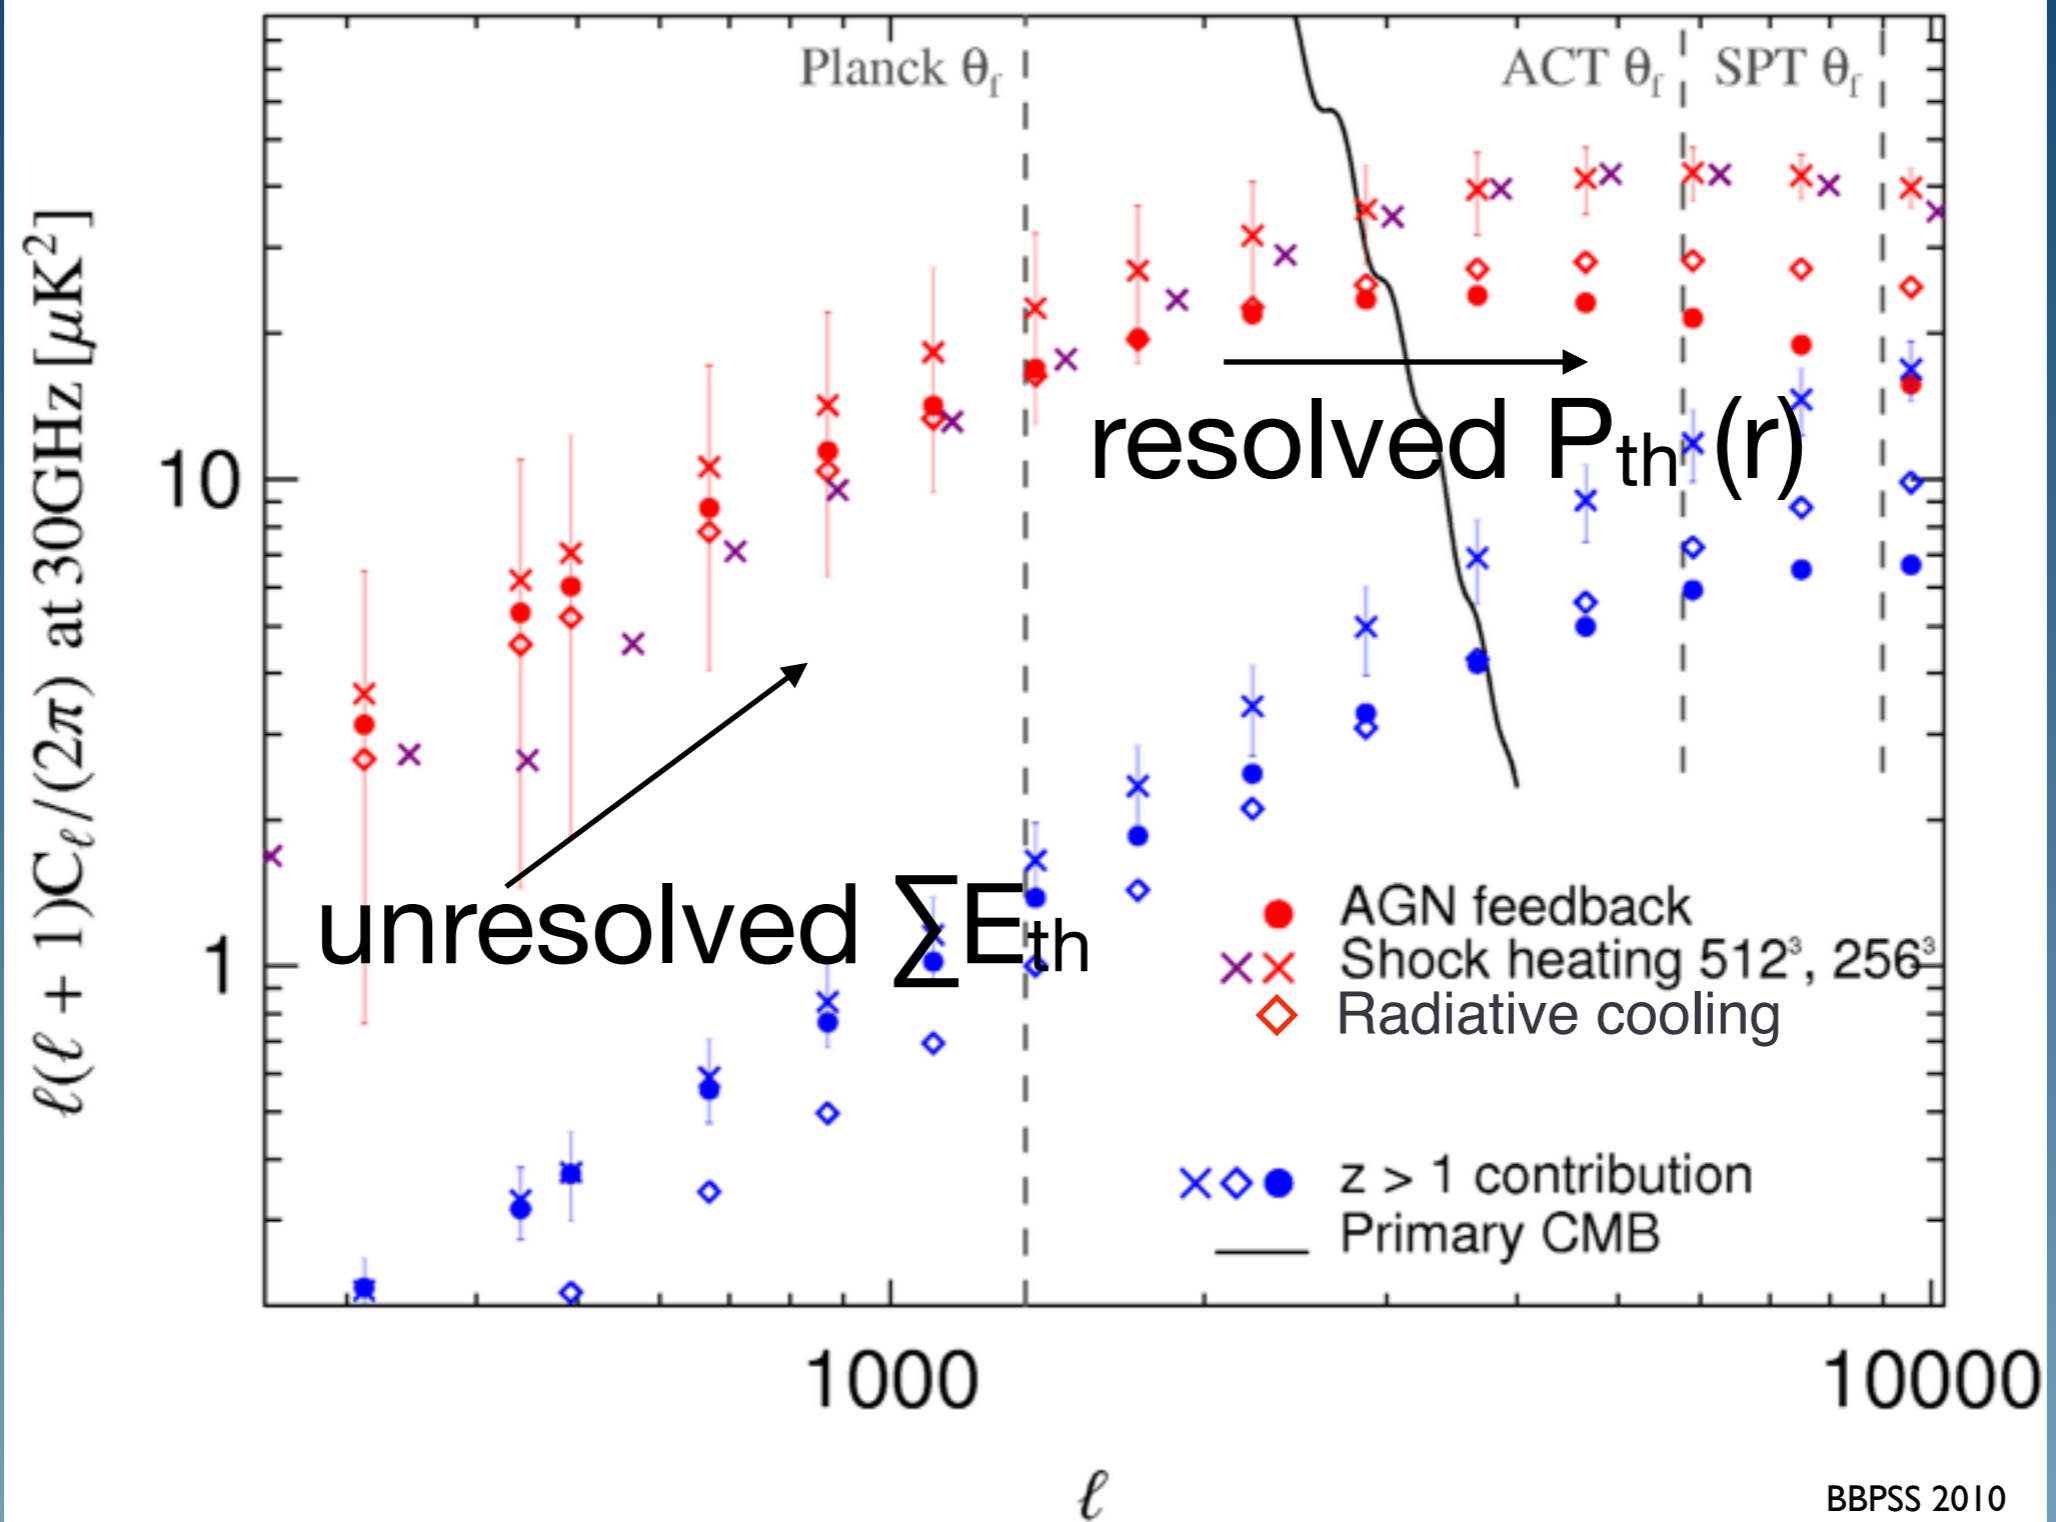 Planck θf
ACT θf
SPT θf
ℓ(ℓ + 1)Cℓ/(2π) at 30GHz [μK²]
10
1
resolved Pth (r)
unresolved ∑Eth
AGN feedback
Shock heating 512³, 256³
Radiative cooling
z > 1 contribution
Primary CMB
1000
10000
ℓ
BBPSS 2010